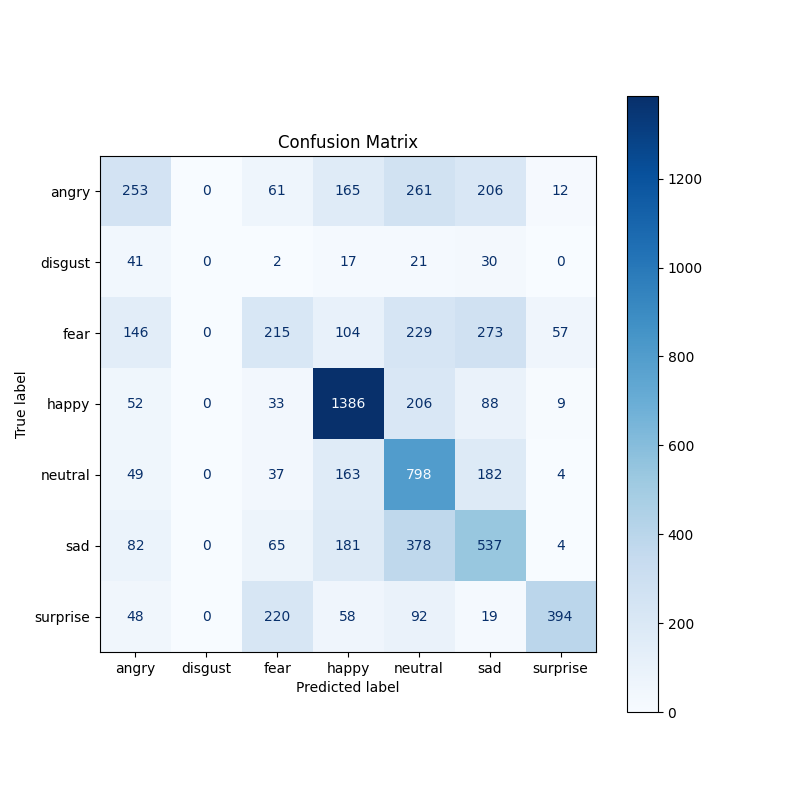 Confusion Matrix
angry 253 0 61 165 261 206 12
disgust 41 0 2 17 21 30 0
fear 146 0 215 104 229 273 57
happy 52 0 33 1386 206 88 9
neutral 49 0 37 163 798 182 4
sad 82 0 65 181 378 537 4
surprise 48 0 220 58 92 19 394
angry disgust fear happy neutral sad surprise
Predicted label
True label
1200
1000
800
600
400
200
0